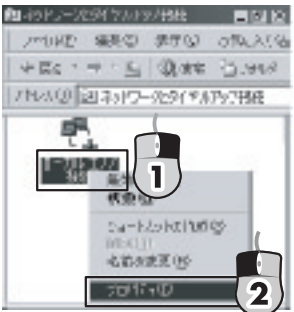 ネットワークとダイヤルアップ接続
ファイル(F) 編集(E) 表示(V) お気に入り(A)
戻る 検索 フォルダ
アドレス(D) ネットワークとダイヤルアップ接続
1
ショートカットの作成(S)
削除(D)
名前の変更(M)
プロパティ(R)
2